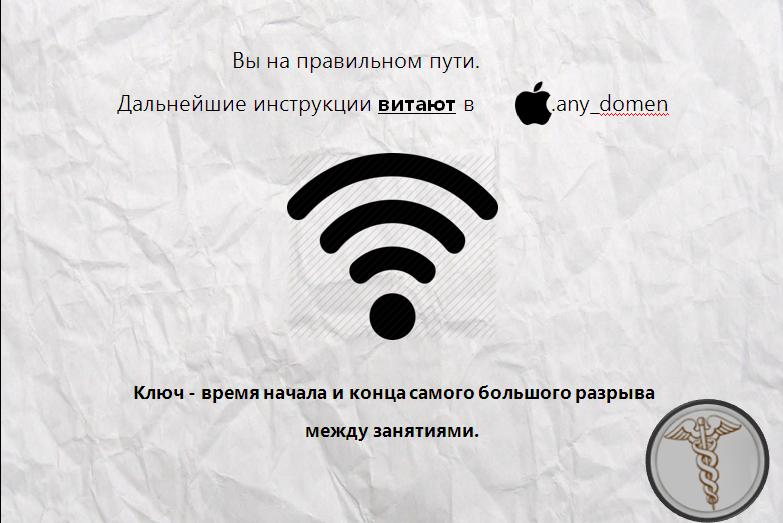 Вы на правильном пути.
Дальнейшие инструкции витают в .any_domen
Ключ - время начала и конца самого большого разрыва
между занятиями.